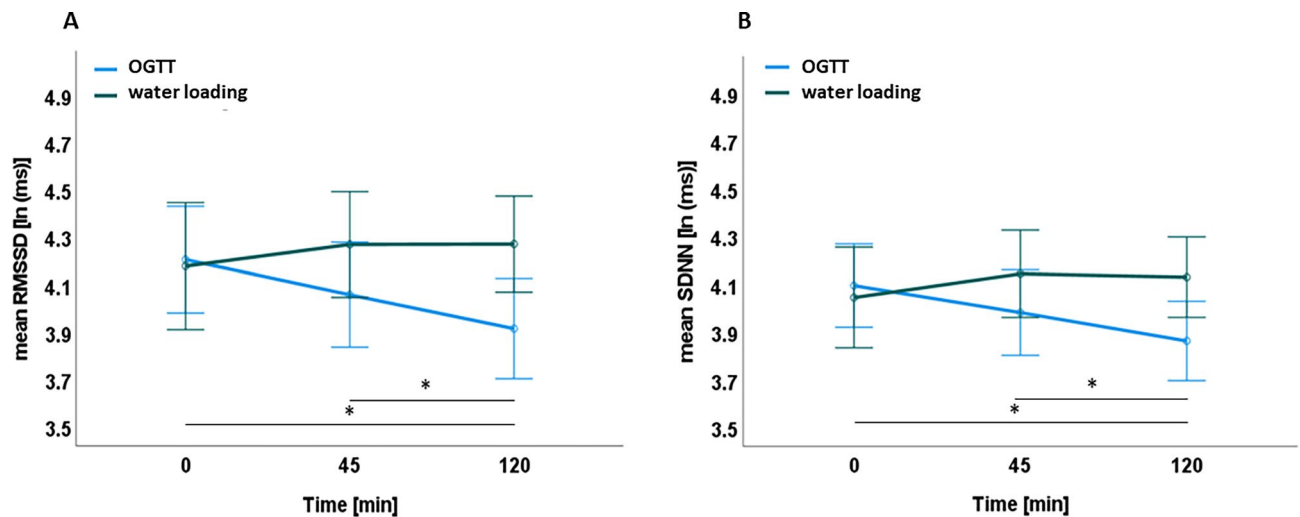 A
OGTT
water loading
mean RMSSD [ln (ms)]
4.9
4.7
4.5
4.3
4.1
3.9
3.7
3.5
*
*
0 45 120
Time [min]
B
OGTT
water loading
mean SDNN [ln (ms)]
4.9
4.7
4.5
4.3
4.1
3.9
3.7
3.5
*
*
0 45 120
Time [min]